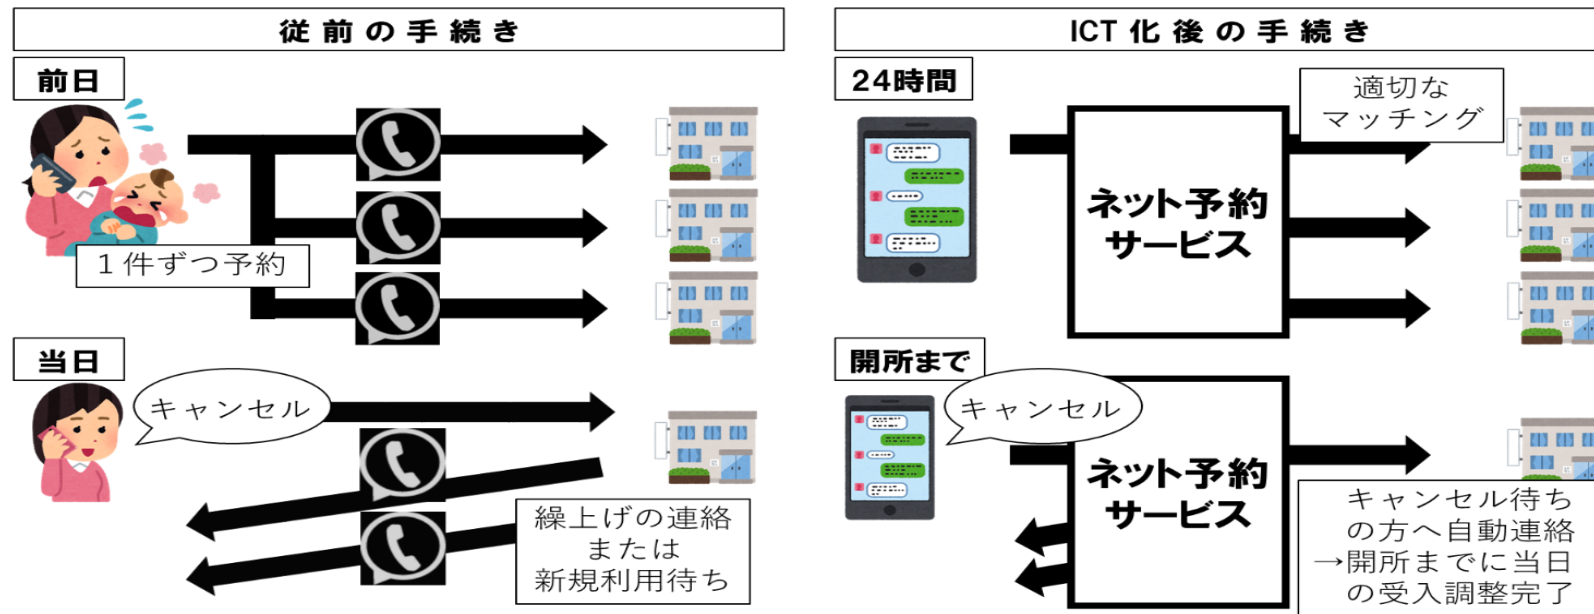 従前の手続き
前日
１件ずつ予約
当日
キャンセル
繰上げの連絡
または
新規利用待ち
ICT化後の手続き
24時間
適切な
マッチング
ネット予約
サービス
開所まで
キャンセル
ネット予約
サービス
キャンセル待ち
の方へ自動連絡
→開所までに当日
の受入調整完了